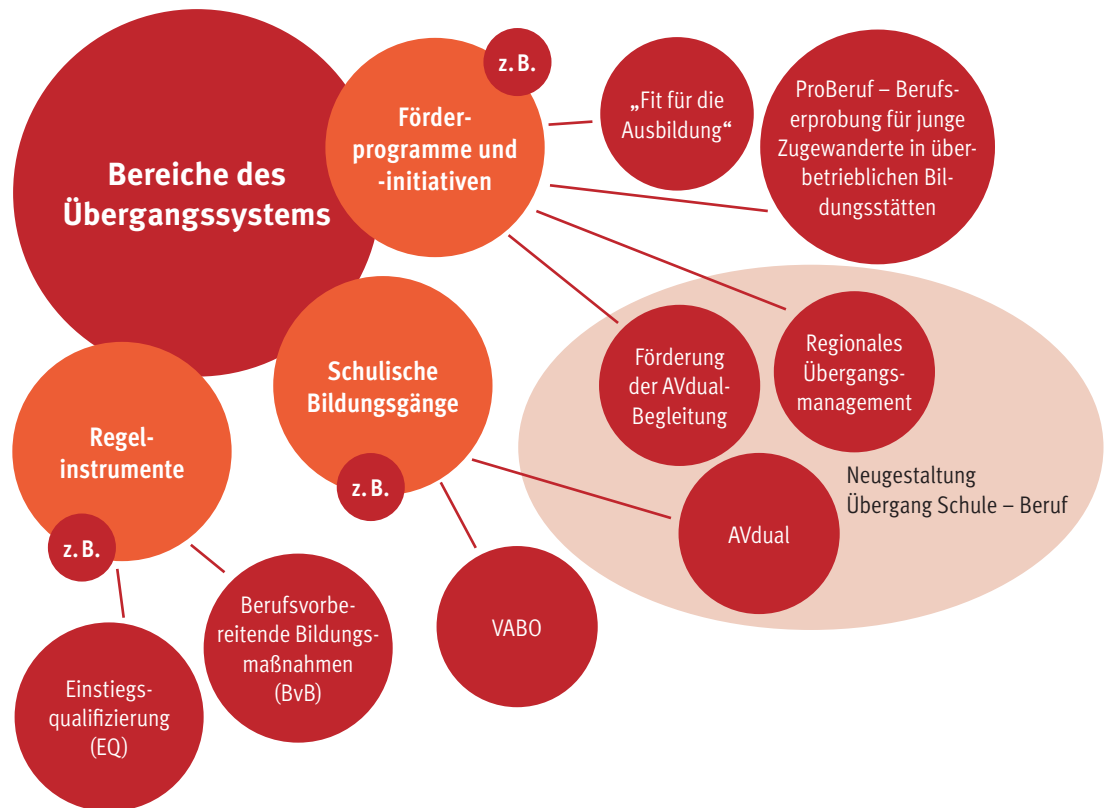 Bereiche des
Übergangssystems
z. B.
Förder-
programme und
-initiativen
„Fit für die
Ausbildung“
ProBeruf – Berufs-
erprobung für junge
Zugewanderte in über-
betrieblichen Bil-
dungsstätten
Förderung
der AVdual-
Begleitung
Regionales
Übergangs-
management
Neugestaltung
Übergang Schule – Beruf
AVdual
Schulische
Bildungsgänge
z. B.
VABO
Regel-
instrumente
z. B.
Berufsvorbe-
reitende Bildungs-
maßnahmen
(BvB)
Einstiegs-
qualifizierung
(EQ)